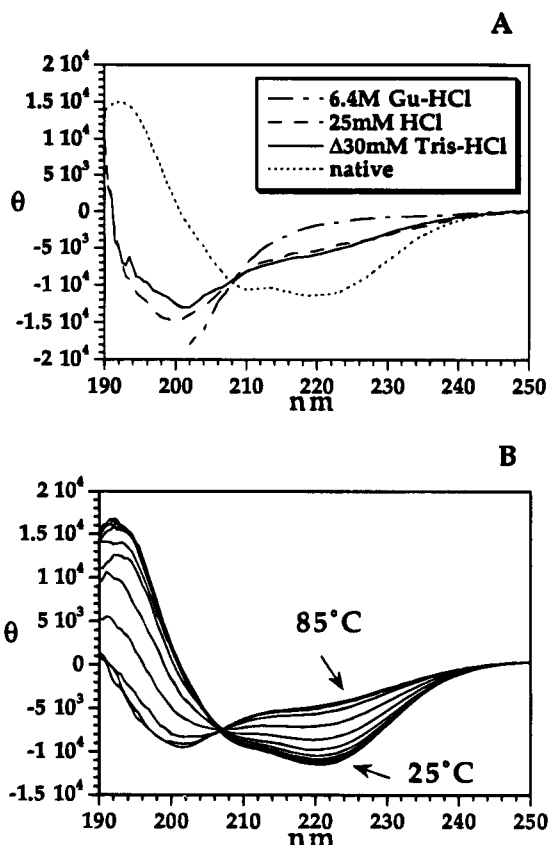 A
2 10⁴
1.5 10⁴
1 10⁴
5 10³
0
-5 10³
-1 10⁴
-1.5 10⁴
-2 10⁴
θ
6.4M Gu-HCl
25mM HCl
Δ30mM Tris-HCl
native
190 200 210 220 230 240 250
nm
B
2 10⁴
1.5 10⁴
1 10⁴
5 10³
0
-5 10³
-1 10⁴
-1.5 10⁴
θ
85°C
25°C
190 200 210 220 230 240 250
nm